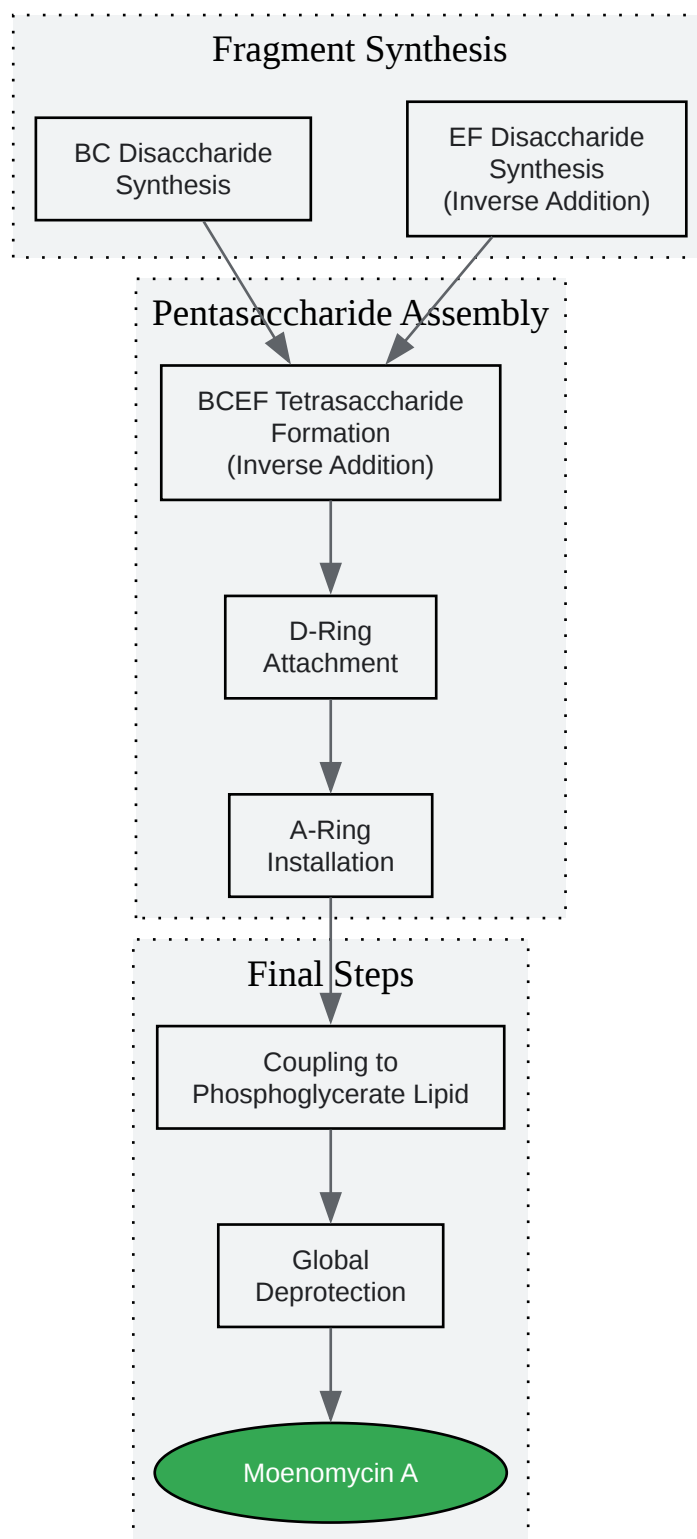 Fragment Synthesis
BC Disaccharide
Synthesis
EF Disaccharide
Synthesis
(Inverse Addition)
Pentasaccharide Assembly
BCEF Tetrasaccharide
Formation
(Inverse Addition)
D-Ring
Attachment
A-Ring
Installation
Final Steps
Coupling to
Phosphoglycerate Lipid
Global
Deprotection
Moenomycin A